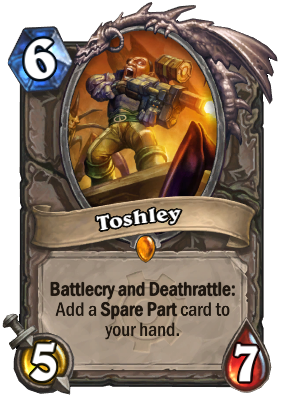 6
Toshley
Battlecry and Deathrattle:
Add a Spare Part card to
your hand.
5
7